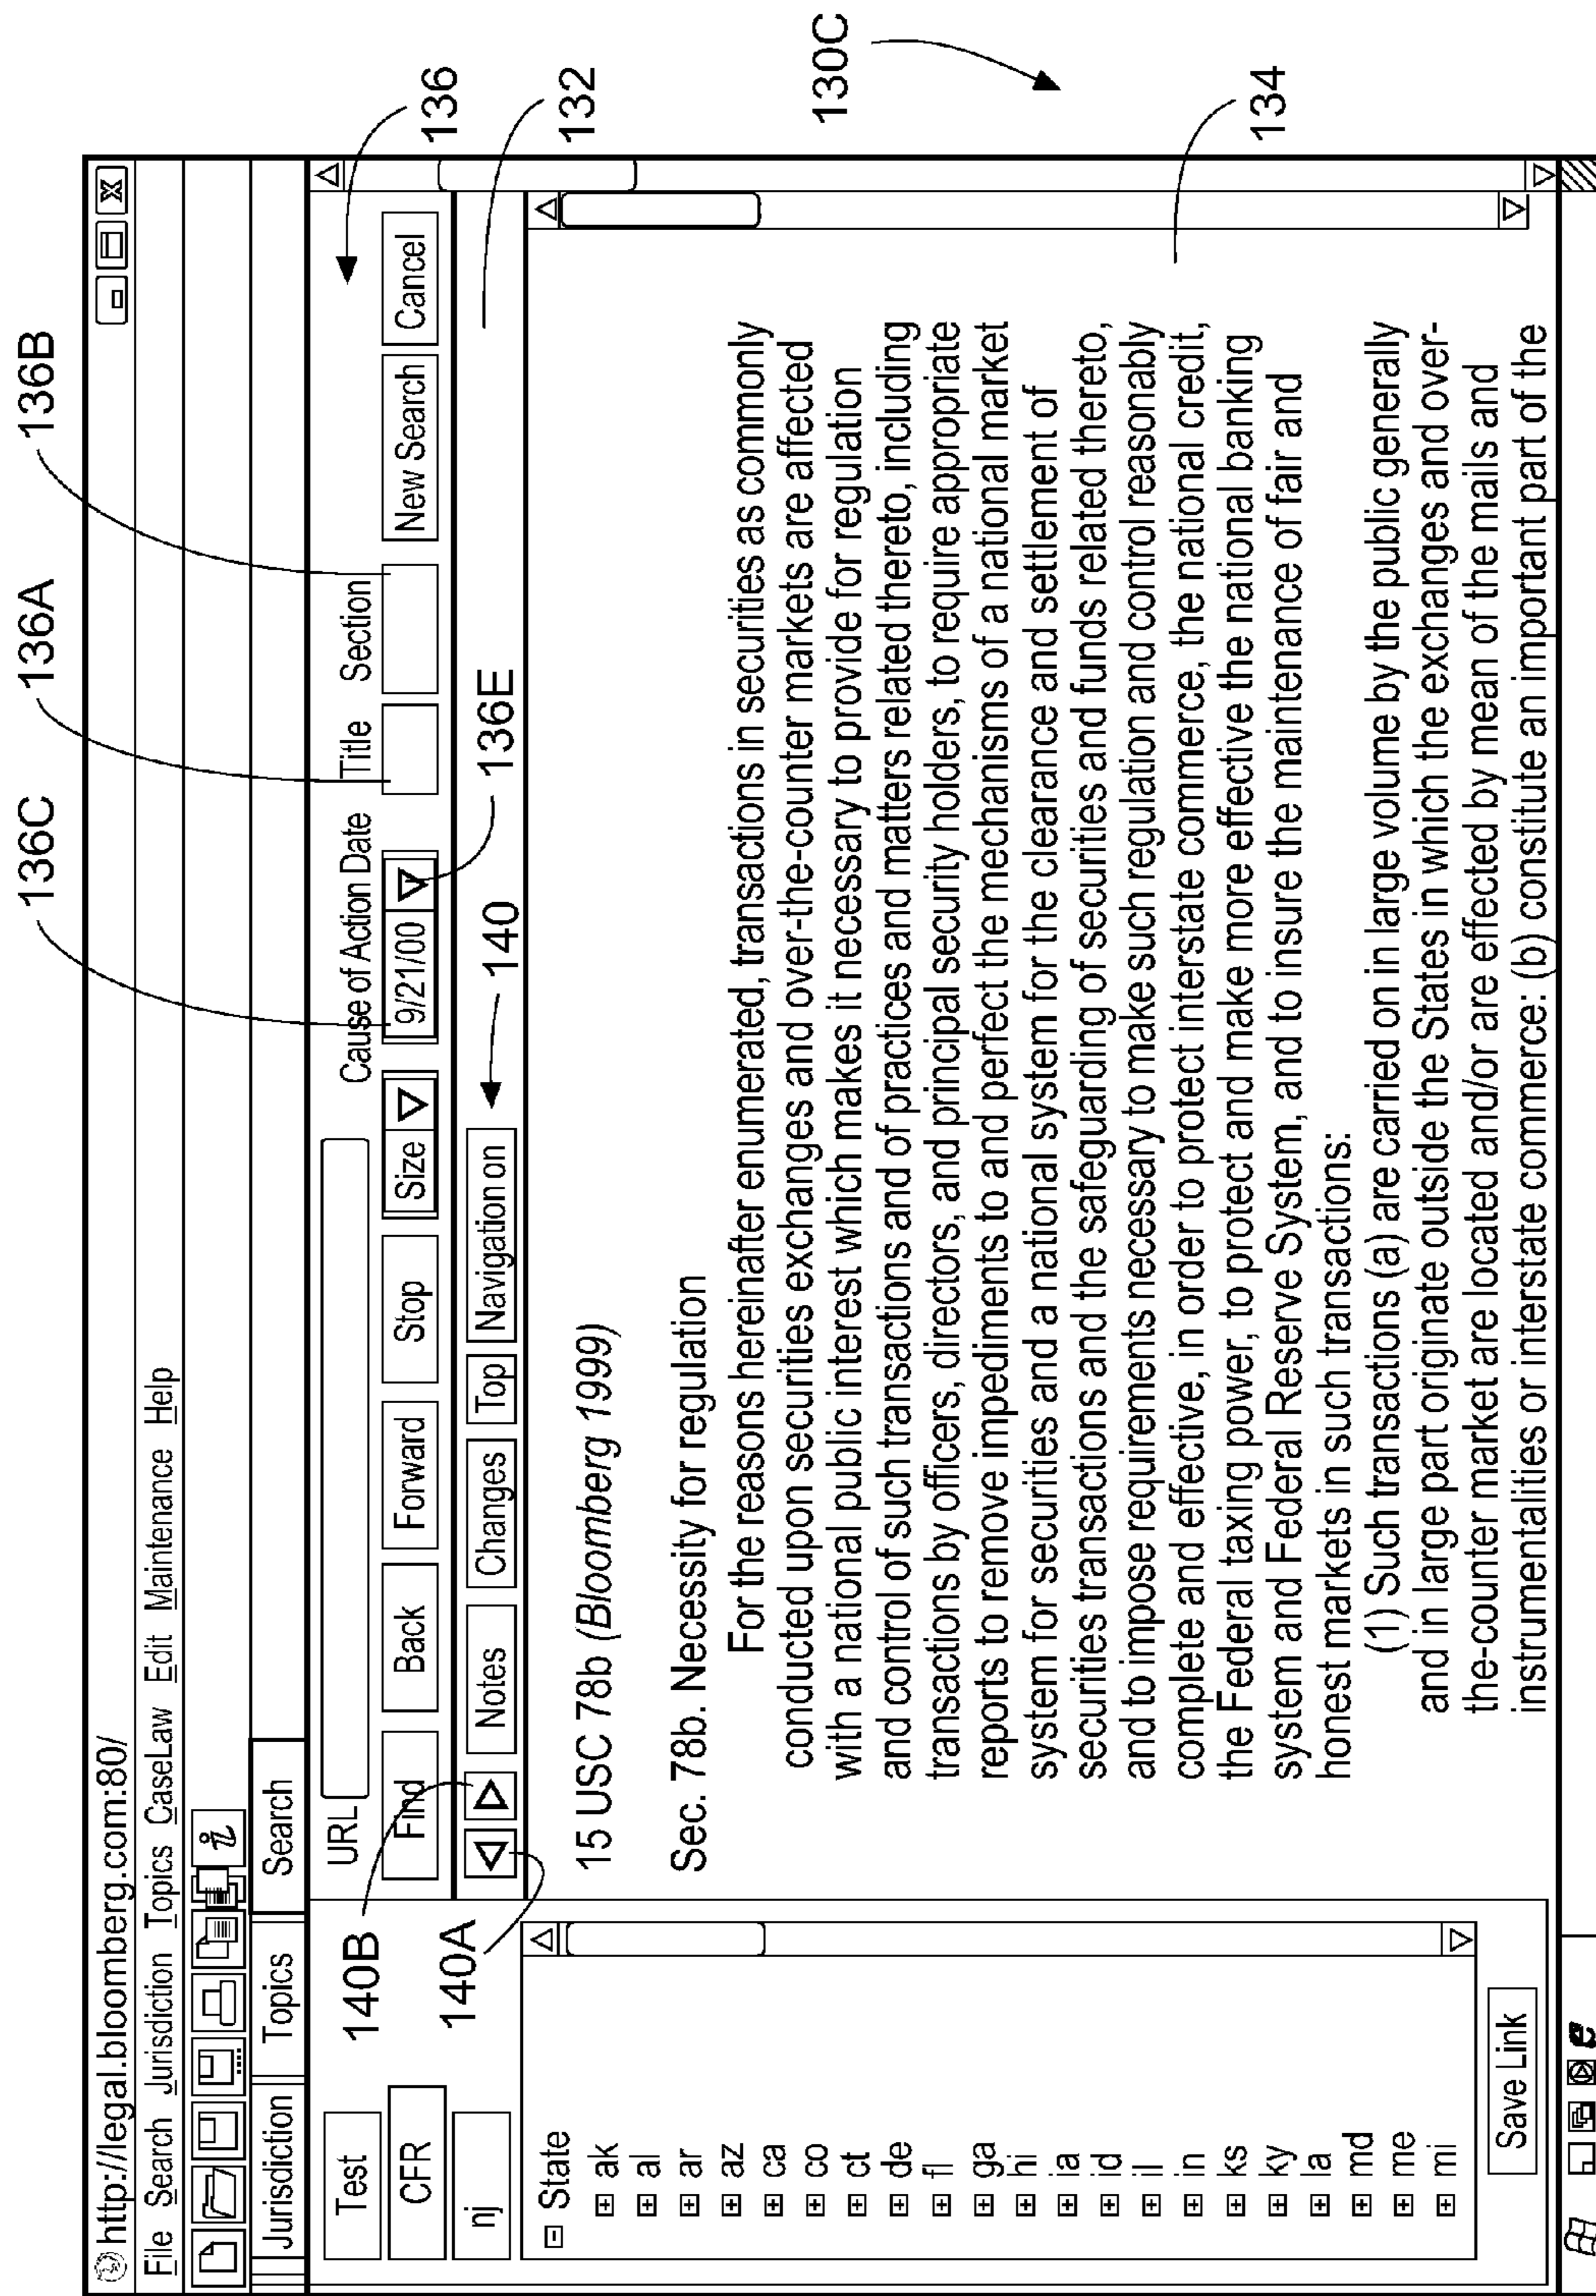 136C
136A
136B
http://legal.bloomberg.com:80/
File Search Jurisdiction Topics CaseLaw Edit Maintenance Help
i
Jurisdiction Topics Search
URL
Cause of Action Date Title Section
136
Find Back Forward Stop Size 9/21/00 New Search Cancel
132
140B
140A
Notes Changes Top Navigation on
140
136E
Test
CFR
nj
State
ak
al
ar
az
ca
co
ct
de
fl
ga
hi
ia
id
il
in
ks
ky
la
md
me
mi
Save Link
15 USC 78b (Bloomberg 1999)
Sec. 78b. Necessity for regulation
For the reasons hereinafter enumerated, transactions in securities as commonly
conducted upon securities exchanges and over-the-counter markets are affected
with a national public interest which makes it necessary to provide for regulation
and control of such transactions and of practices and matters related thereto, including
transactions by officers, directors, and principal security holders, to require appropriate
reports to remove impediments to and perfect the mechanisms of a national market
system for securities and a national system for the clearance and settlement of
securities transactions and the safeguarding of securities and funds related thereto,
and to impose requirements necessary to make such regulation and control reasonably
complete and effective, in order to protect interstate commerce, the national credit,
the Federal taxing power, to protect and make more effective the national banking
system and Federal Reserve System, and to insure the maintenance of fair and
honest markets in such transactions:
(1) Such transactions (a) are carried on in large volume by the public generally
and in large part originate outside the States in which the exchanges and over-
the-counter market are located and/or are effected by mean of the mails and
instrumentalities or interstate commerce: (b) constitute an important part of the
130C
134
e